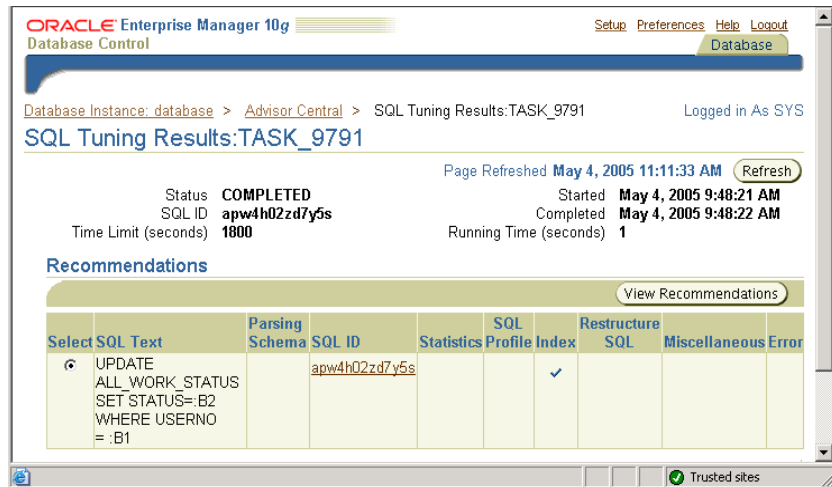 ORACLE Enterprise Manager 10g
Database Control
Setup Preferences Help Logout
Database
Database Instance: database > Advisor Central > SQL Tuning Results:TASK_9791
Logged in As SYS
SQL Tuning Results:TASK_9791
Page Refreshed May 4, 2005 11:11:33 AM Refresh
Status COMPLETED
SQL ID apw4h02zd7y5s
Time Limit (seconds) 1800
Started May 4, 2005 9:48:21 AM
Completed May 4, 2005 9:48:22 AM
Running Time (seconds) 1
Recommendations
View Recommendations
Select SQL Text Parsing Schema SQL ID Statistics SQL Profile Index Restructure SQL Miscellaneous Error
UPDATE
ALL_WORK_STATUS
SET STATUS=:B2
WHERE USERNO
= :B1
apw4h02zd7y5s
Trusted sites